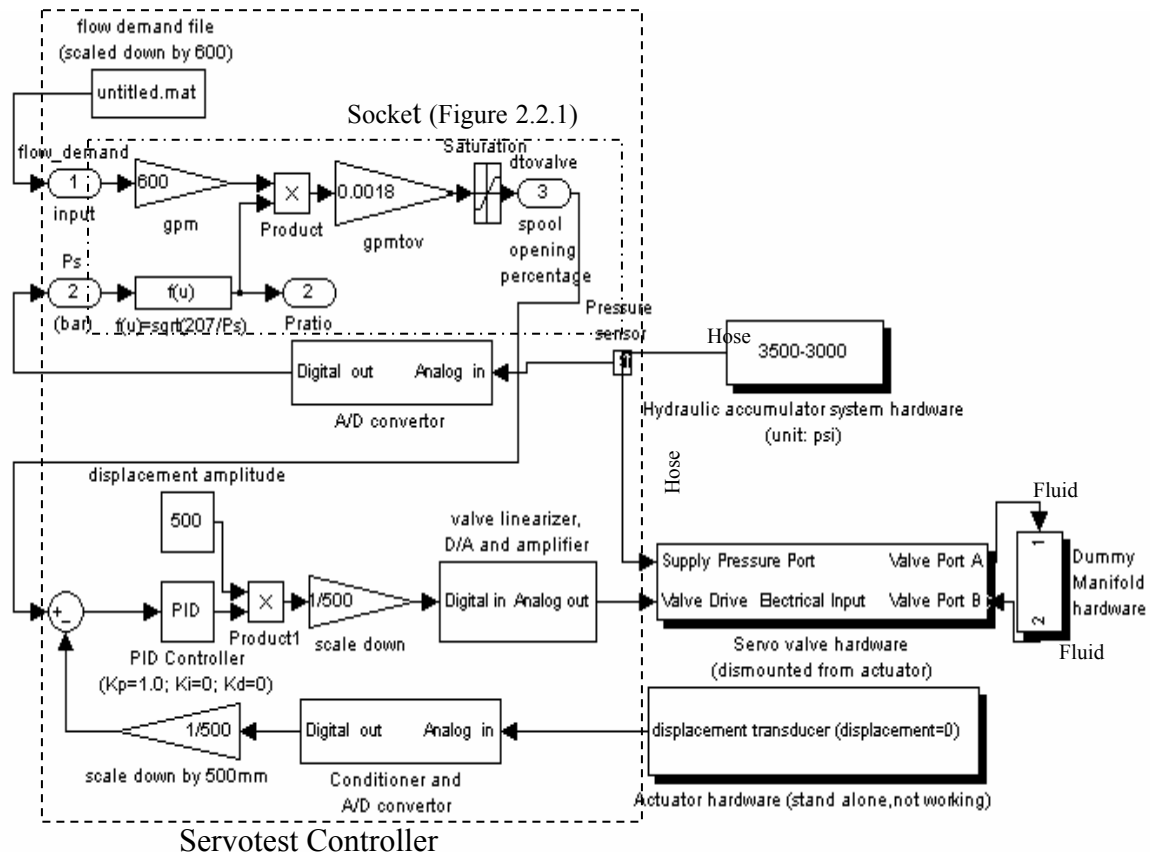 flow demand file
(scaled down by 600)
untitled.mat
Socket (Figure 2.2.1)
flow_demand
1
input
600
gpm
×
Product
0.0018
gpmtov
Saturation
dtovalve
3
spool
opening
percentage
Ps
2
(bar)
f(u)
f(u)=sqrt(207/Ps)
2
Pratio
Pressure
sensor
Hose
3500-3000
Hydraulic accumulator system hardware
(unit: psi)
Digital out Analog in
A/D convertor
Hose
displacement amplitude
500
PID
PID Controller
(Kp=1.0; Ki=0; Kd=0)
×
Product1
1/500
scale down
valve linearizer,
D/A and amplifier
Digital in Analog out
Supply Pressure Port Valve Port A
Valve Drive Electrical Input Valve Port B
Servo valve hardware
(dismounted from actuator)
Fluid
1
2
Dummy
Manifold
hardware
Fluid
1/500
scale down by 500mm
Digital out Analog in
Conditioner and
A/D convertor
displacement transducer (displacement=0)
Actuator hardware (stand alone,not working)
Servotest Controller